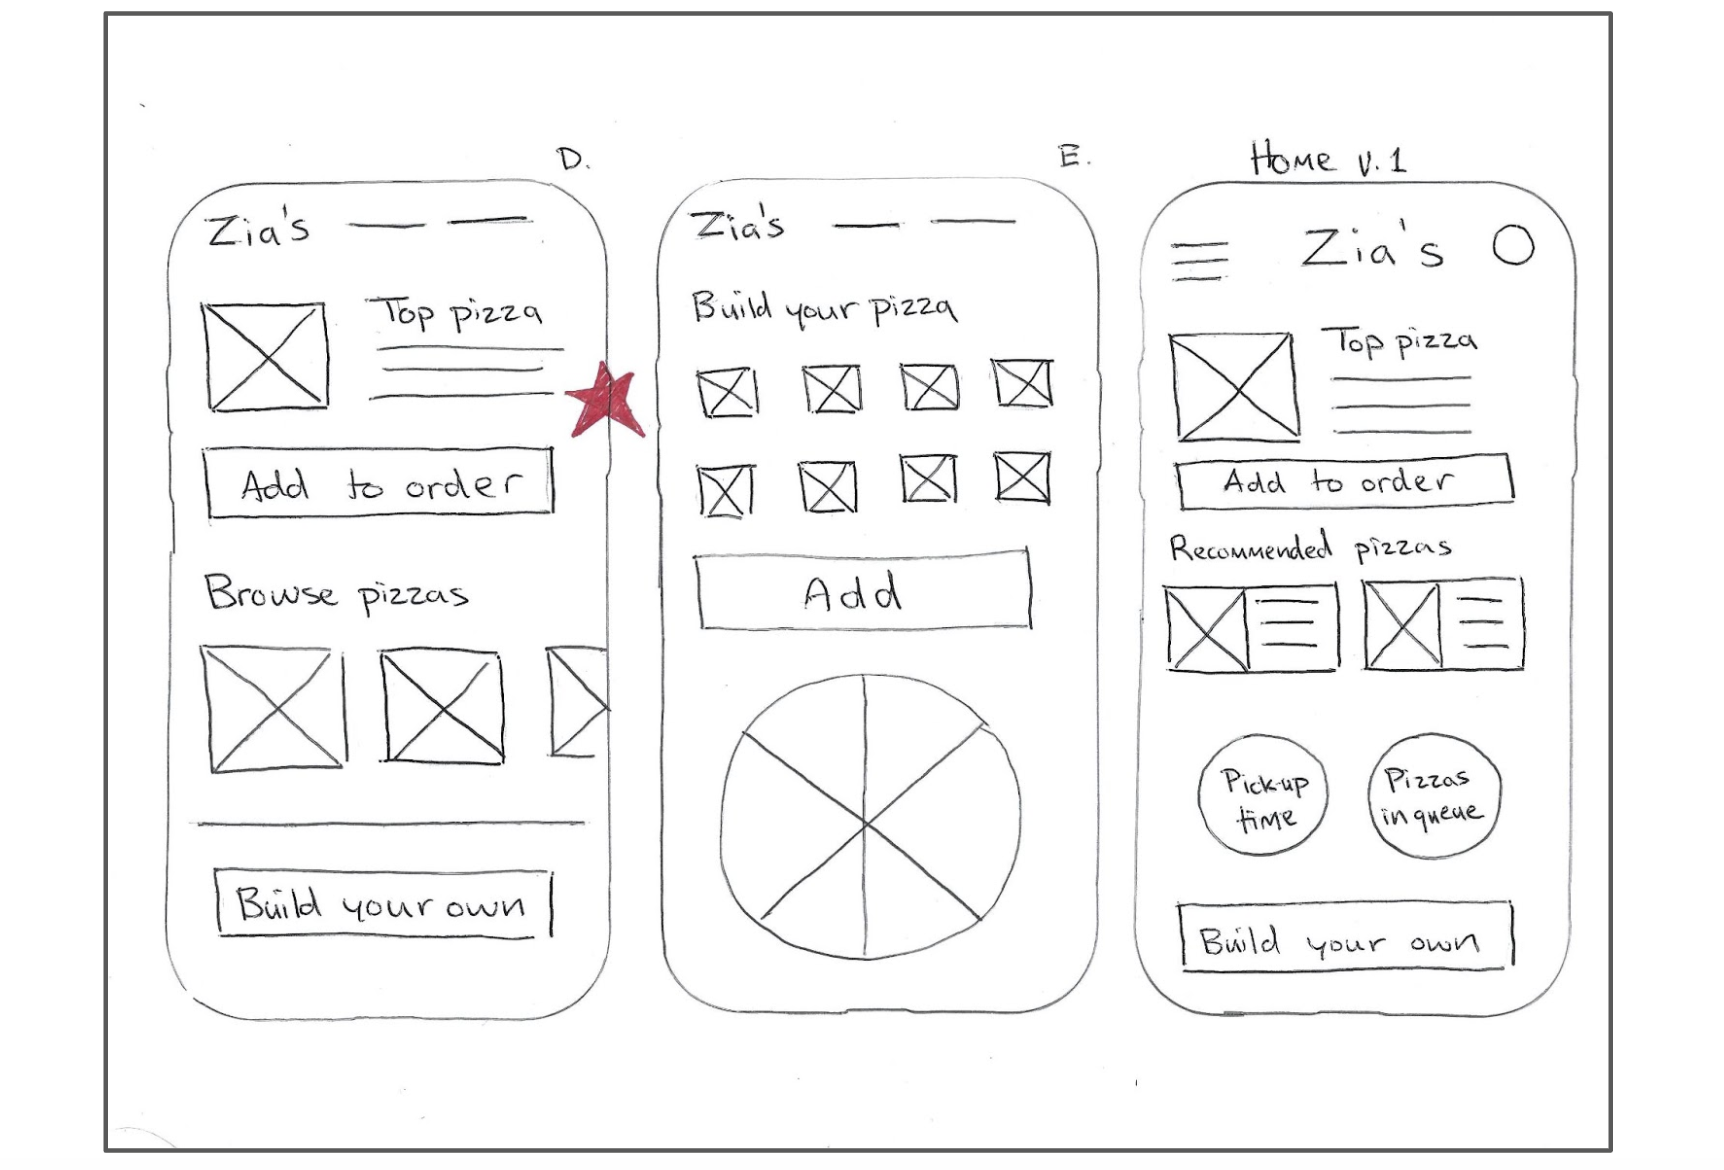 D.
Zia's
Top pizza
Add to order
Browse pizzas
Build your own
E.
Zia's
Build your pizza
Add
Home v.1
Zia's
Top pizza
Add to order
Recommended pizzas
Pick-up
time
Pizzas
in queue
Build your own